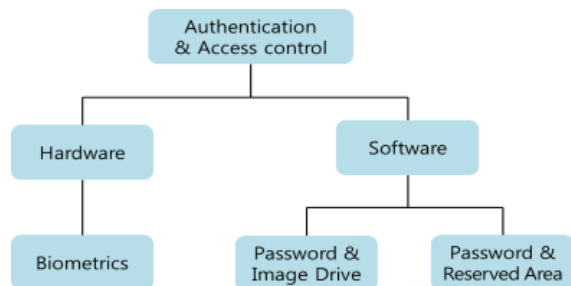 Authentication
& Access control
Hardware
Software
Biometrics
Password &
Image Drive
Password &
Reserved Area